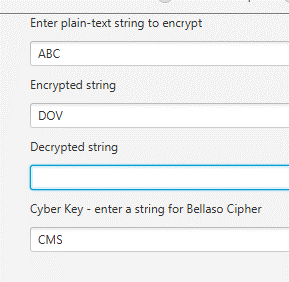 Enter plain-text string to encrypt
ABC
Encrypted string
DOV
Decrypted string
Cyber Key - enter a string for Bellaso Cipher
CMS